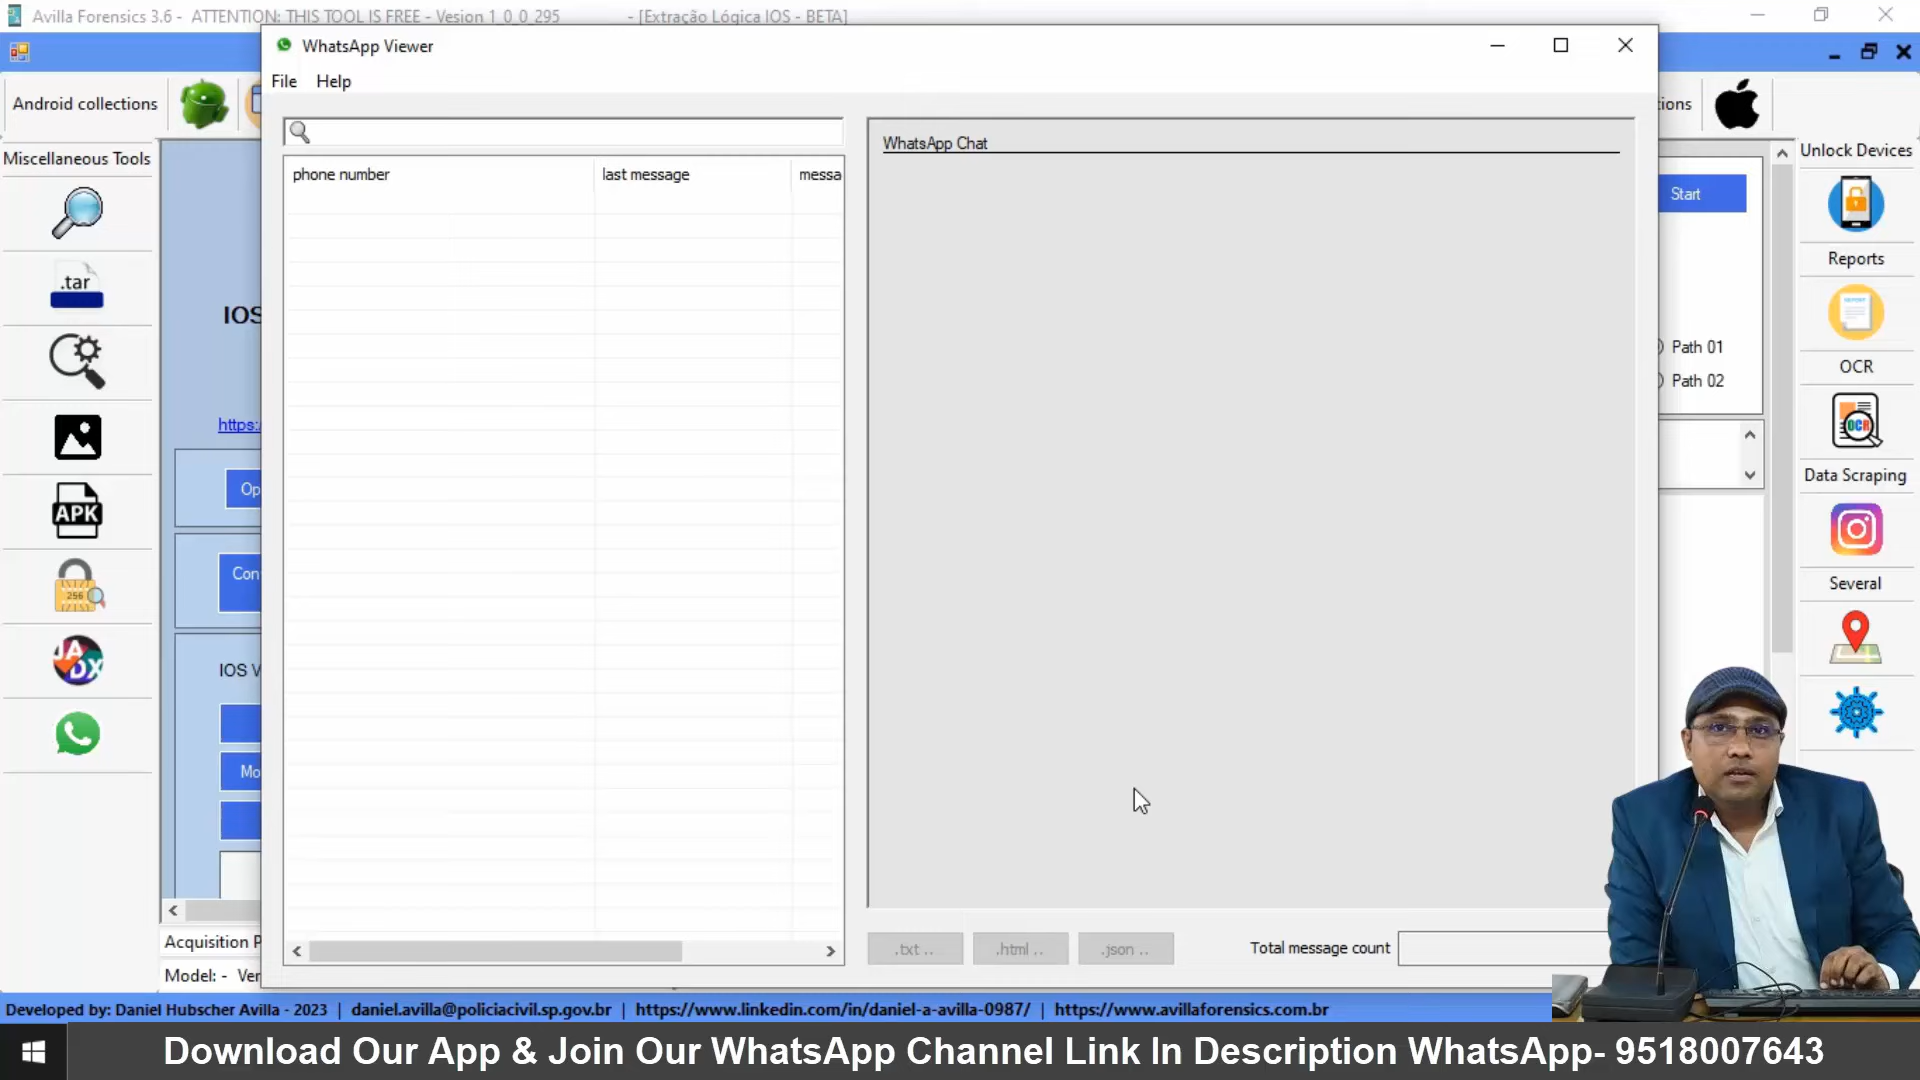 Avilla Forensics 3.6 - ATTENTION: THIS TOOL IS FREE - Vesion 1_0_0_295 - [Extração Lógica IOS - BETA]
WhatsApp Viewer
File Help
Android collections
tions
Miscellaneous Tools
Unlock Devices
WhatsApp Chat
phone number last message messa
Start
.tar
Reports
IOS
Path 01
Path 02
OCR
OCR
https:
APK
Op
Data Scraping
Con
Several
256
JADX
IOS V
Mo
.txt .. .html .. .json .. Total message count
Acquisition P
Model: - Ver
Developed by: Daniel Hubscher Avilla - 2023 | daniel.avilla@policiacivil.sp.gov.br | https://www.linkedin.com/in/daniel-a-avilla-0987/ | https://www.avillaforensics.com.br
Download Our App & Join Our WhatsApp Channel Link In Description WhatsApp- 9518007643